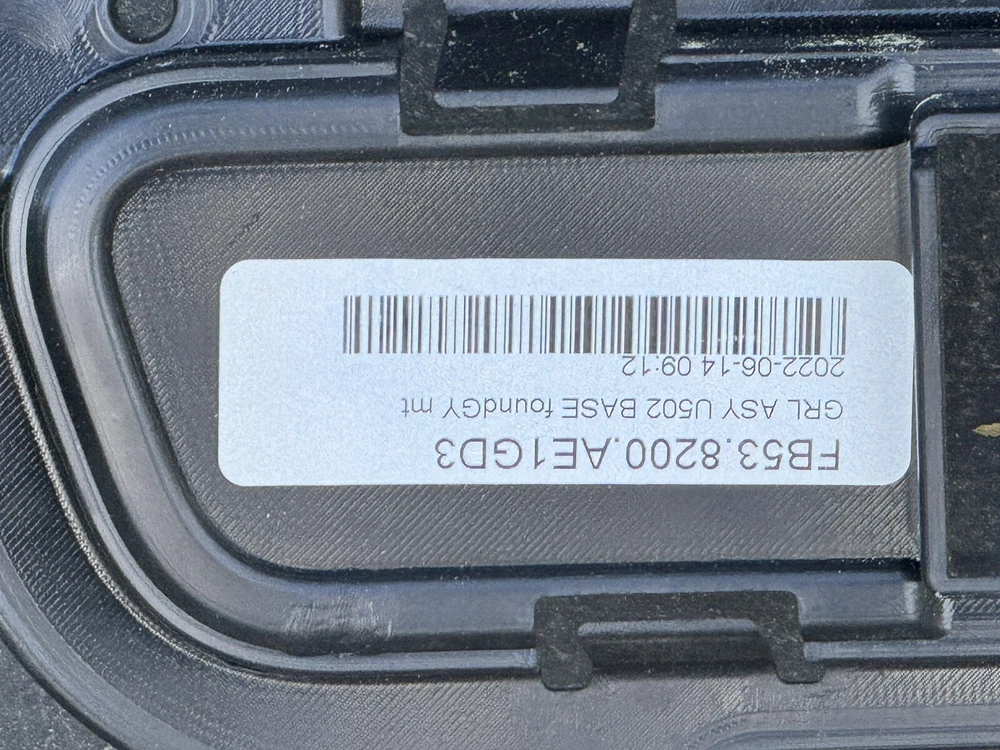 FB53.8200.AE1GD3
GRL ASY U502 BASE foundGY mt
2022-06-14 09:12